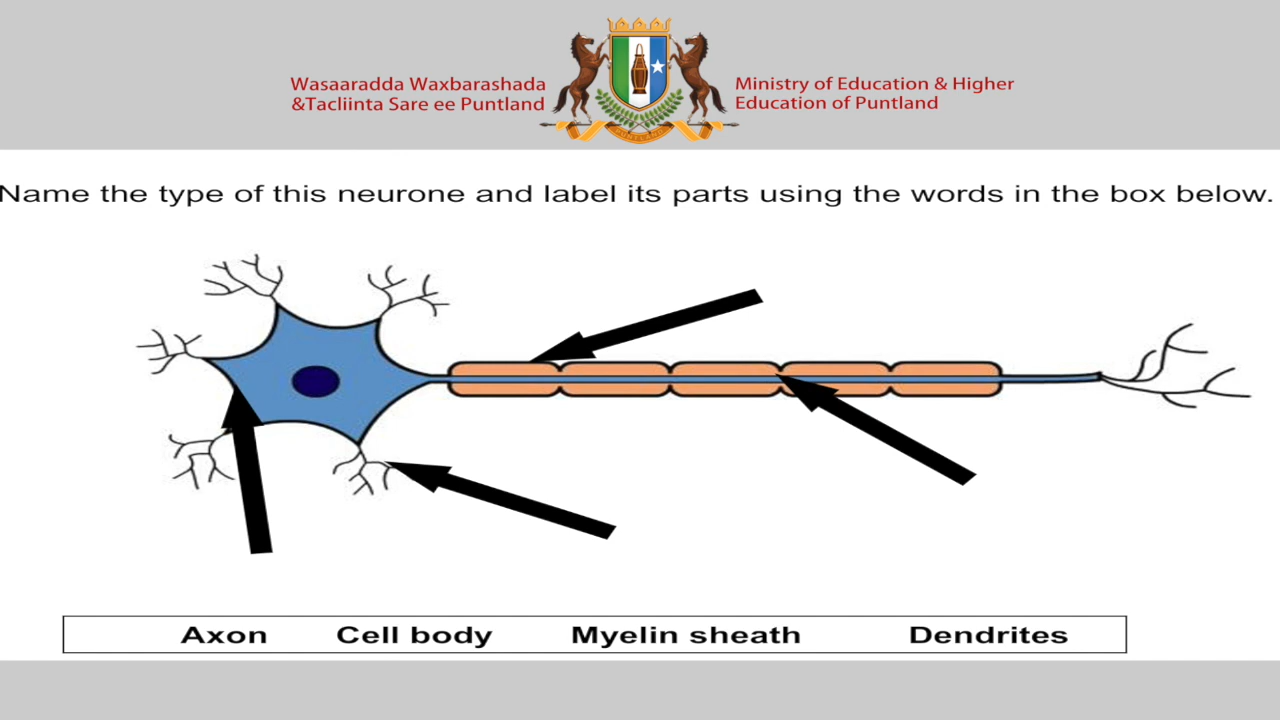 Wasaaradda Waxbarashada
&Tacliinta Sare ee Puntland
Ministry of Education & Higher
Education of Puntland
Name the type of this neurone and label its parts using the words in the box below.
Axon Cell body Myelin sheath Dendrites